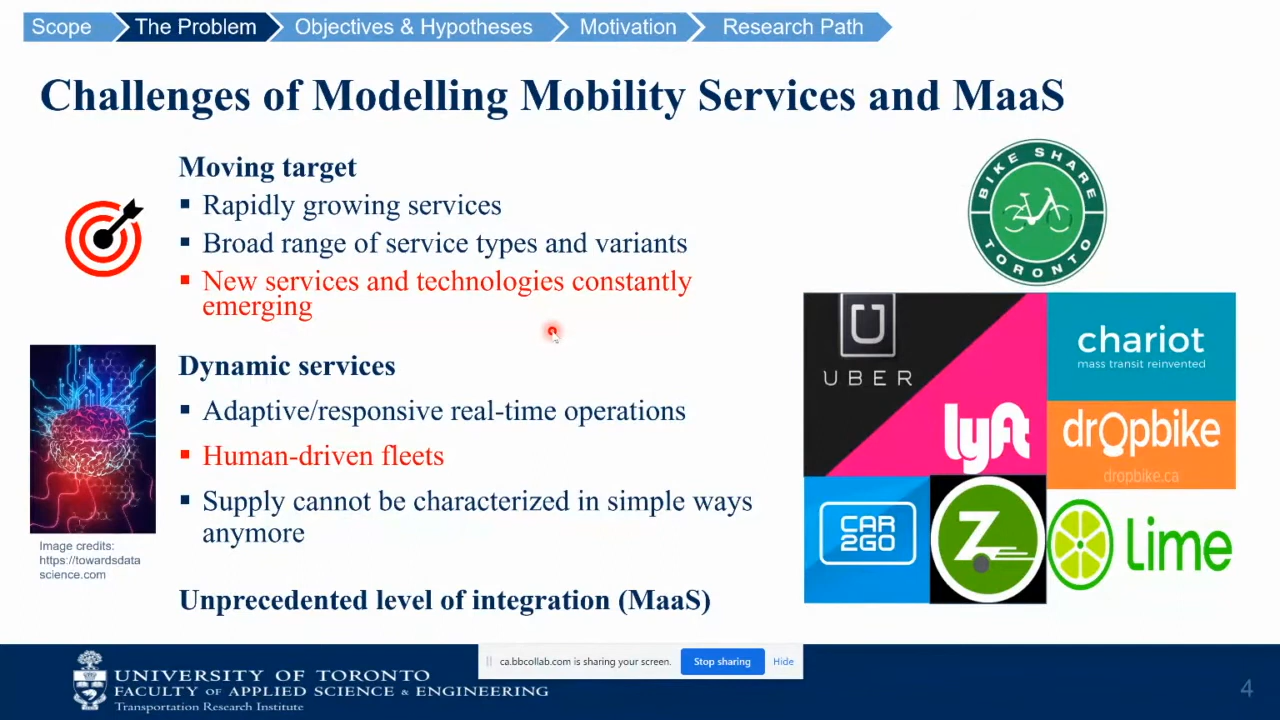 Scope
The Problem
Objectives & Hypotheses
Motivation
Research Path
Challenges of Modelling Mobility Services and MaaS
Moving target
Rapidly growing services
Broad range of service types and variants
New services and technologies constantly
emerging
Dynamic services
Adaptive/responsive real-time operations
Human-driven fleets
Supply cannot be characterized in simple ways
anymore
Image credits:
https://towardsdata
science.com
Unprecedented level of integration (MaaS)
BIKE SHARE
TORONTO
U
UBER
lyft
chariot
mass transit reinvented
dropbike
dropbike.ca
CAR
2GO
Z
Lime
ca.bbcollab.com is sharing your screen.
Stop sharing
Hide
UNIVERSITY OF TORONTO
FACULTY OF APPLIED SCIENCE & ENGINEERING
Transportation Research Institute
4